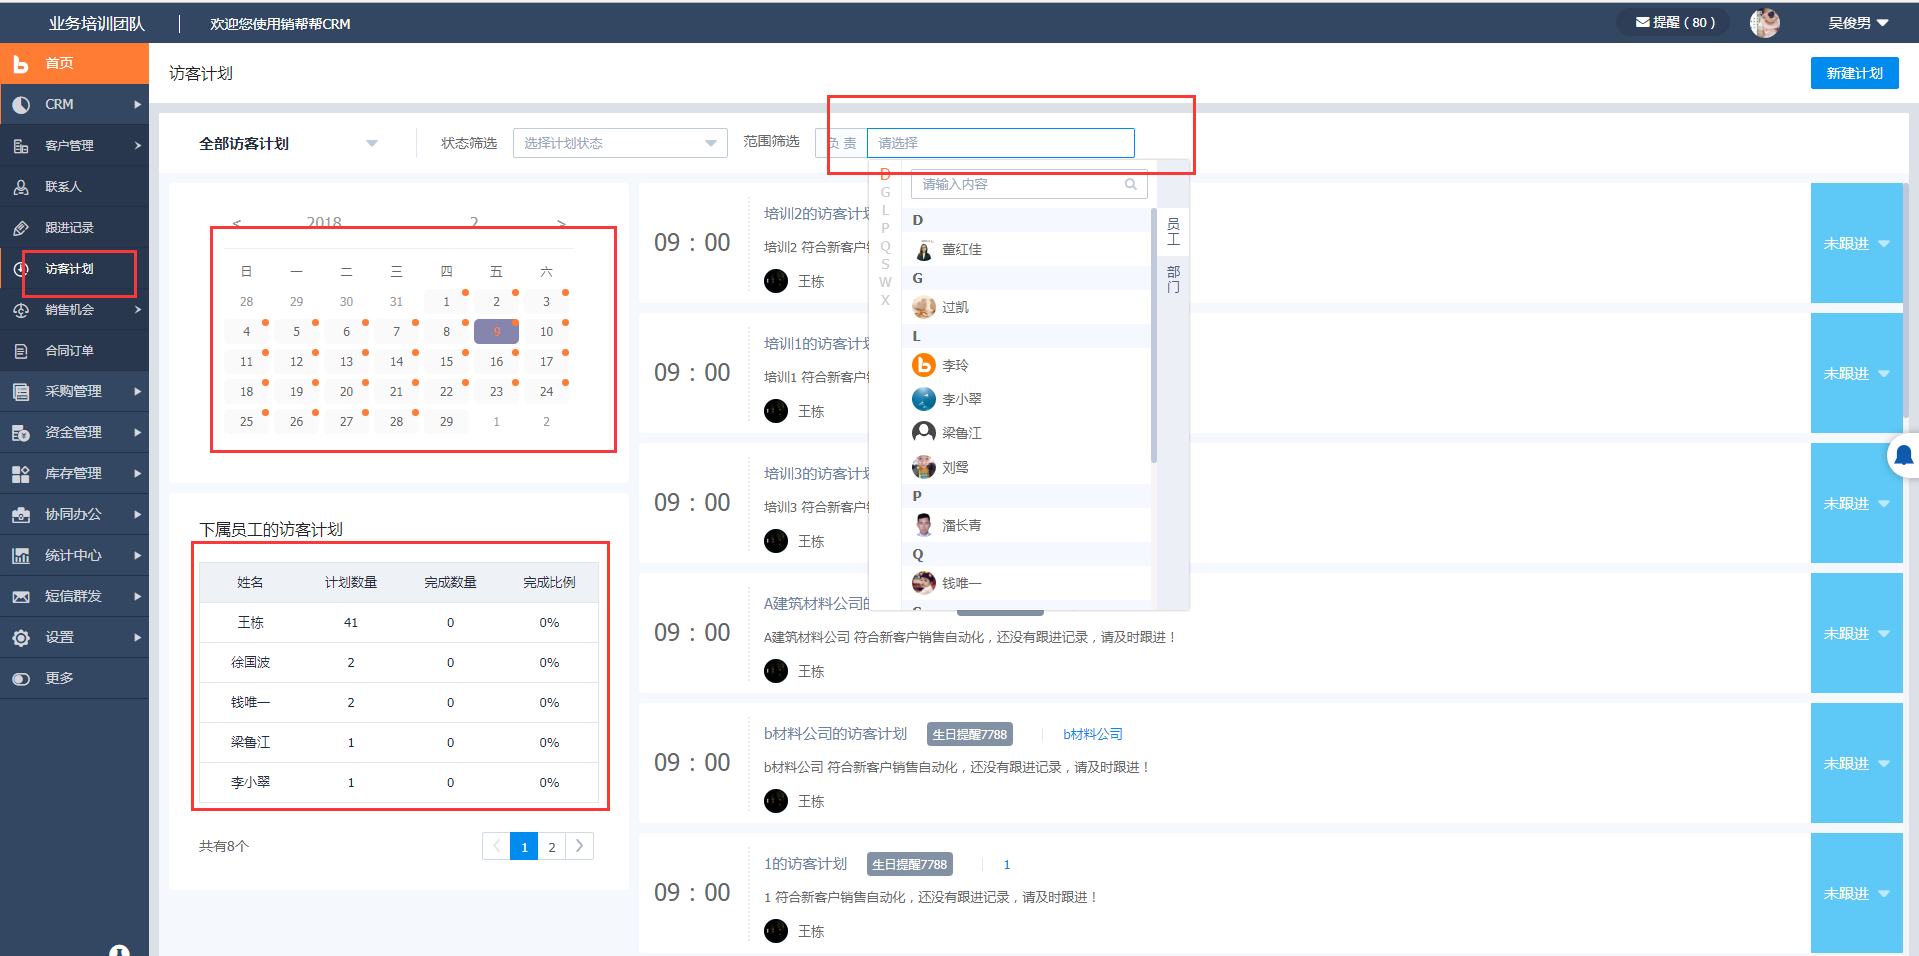 业务培训团队
欢迎您使用销帮帮CRM
提醒 ( 80 )
吴俊男
首页
CRM
客户管理
联系人
跟进记录
访客计划
销售机会
合同订单
采购管理
资金管理
库存管理
协同办公
统计中心
短信群发
设置
更多
访客计划
新建计划
全部访客计划
状态筛选
选择计划状态
范围筛选
负 责
请选择
D
G
L
P
Q
S
W
X
请输入内容
D
董红佳
G
过凯
L
李玲
李小翠
梁鲁江
刘鸳
P
潘长青
Q
钱唯一
员工
部门
< 2018 2 >
日 一 二 三 四 五 六
28 29 30 31 1 2 3
4 5 6 7 8 9 10
11 12 13 14 15 16 17
18 19 20 21 22 23 24
25 26 27 28 29 1 2
下属员工的访客计划
姓名 计划数量 完成数量 完成比例
王栋 41 0 0%
徐国波 2 0 0%
钱唯一 2 0 0%
梁鲁江 1 0 0%
李小翠 1 0 0%
共有8个
< 1 2 >
09：00
培训2的访客计划
培训2 符合新客户
王栋
未跟进
09：00
培训1的访客计划
培训1 符合新客户
王栋
未跟进
09：00
培训3的访客计划
培训3 符合新客户
王栋
未跟进
09：00
A建筑材料公司的
A建筑材料公司 符合新客户销售自动化，还没有跟进记录，请及时跟进！
王栋
未跟进
09：00
b材料公司的访客计划 生日提醒7788 b材料公司
b材料公司 符合新客户销售自动化，还没有跟进记录，请及时跟进！
王栋
未跟进
09：00
1的访客计划 生日提醒7788 1
1 符合新客户销售自动化，还没有跟进记录，请及时跟进！
王栋
未跟进